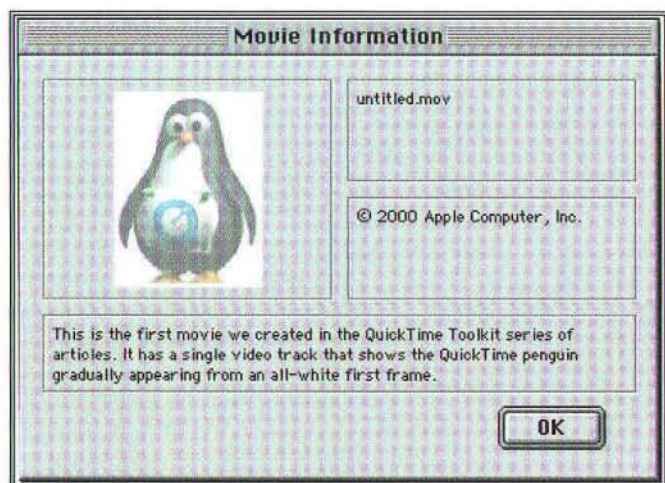 Movie Information
untitled.mov
© 2000 Apple Computer, Inc.
This is the first movie we created in the QuickTime Toolkit series of
articles. It has a single video track that shows the QuickTime penguin
gradually appearing from an all-white first frame.
OK